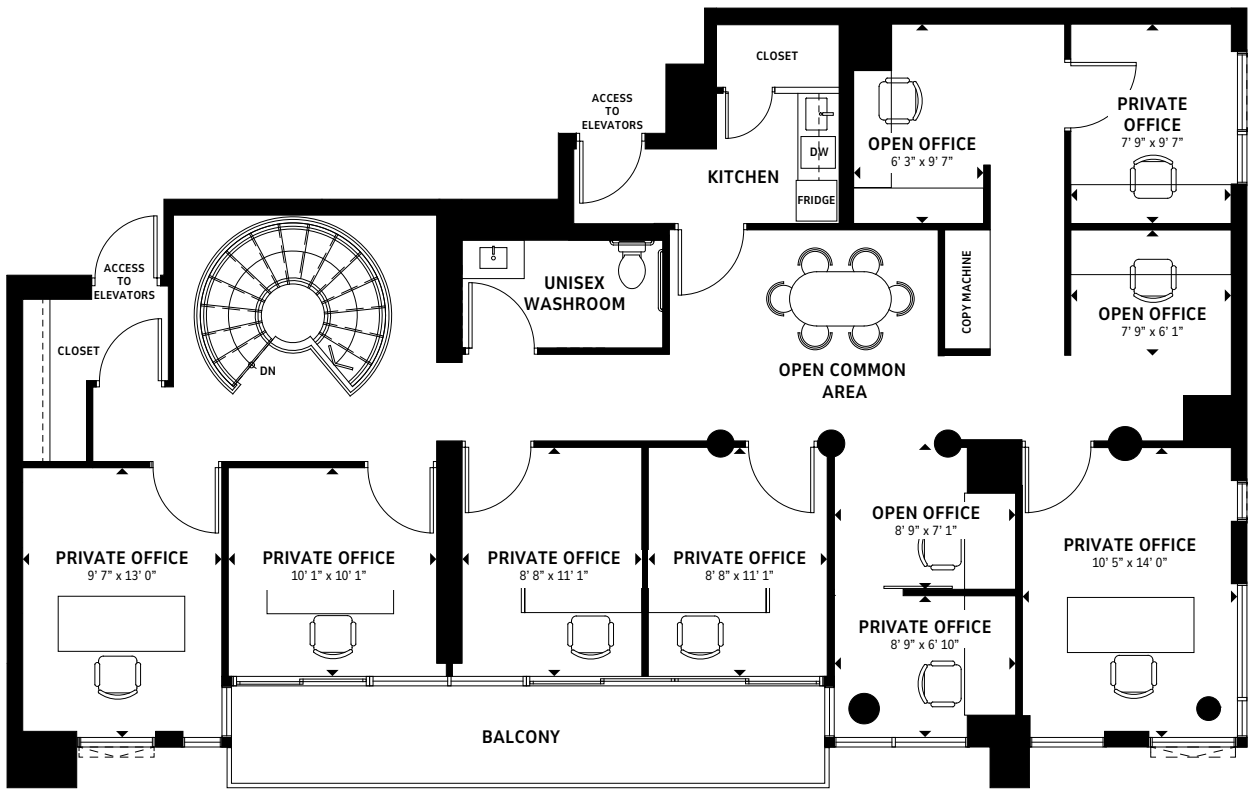 CLOSET
ACCESS
TO
ELEVATORS
PRIVATE
OFFICE
7' 9" x 9' 7"
OPEN OFFICE
6' 3" x 9' 7"
DW
KITCHEN
FRIDGE
ACCESS
TO
ELEVATORS
UNISEX
WASHROOM
COPY MACHINE
OPEN OFFICE
7' 9" x 6' 1"
CLOSET
DN
OPEN COMMON
AREA
OPEN OFFICE
8' 9" x 7' 1"
PRIVATE OFFICE
9' 7" x 13' 0"
PRIVATE OFFICE
10' 1" x 10' 1"
PRIVATE OFFICE
8' 8" x 11' 1"
PRIVATE OFFICE
8' 8" x 11' 1"
PRIVATE OFFICE
10' 5" x 14' 0"
PRIVATE OFFICE
8' 9" x 6' 10"
BALCONY